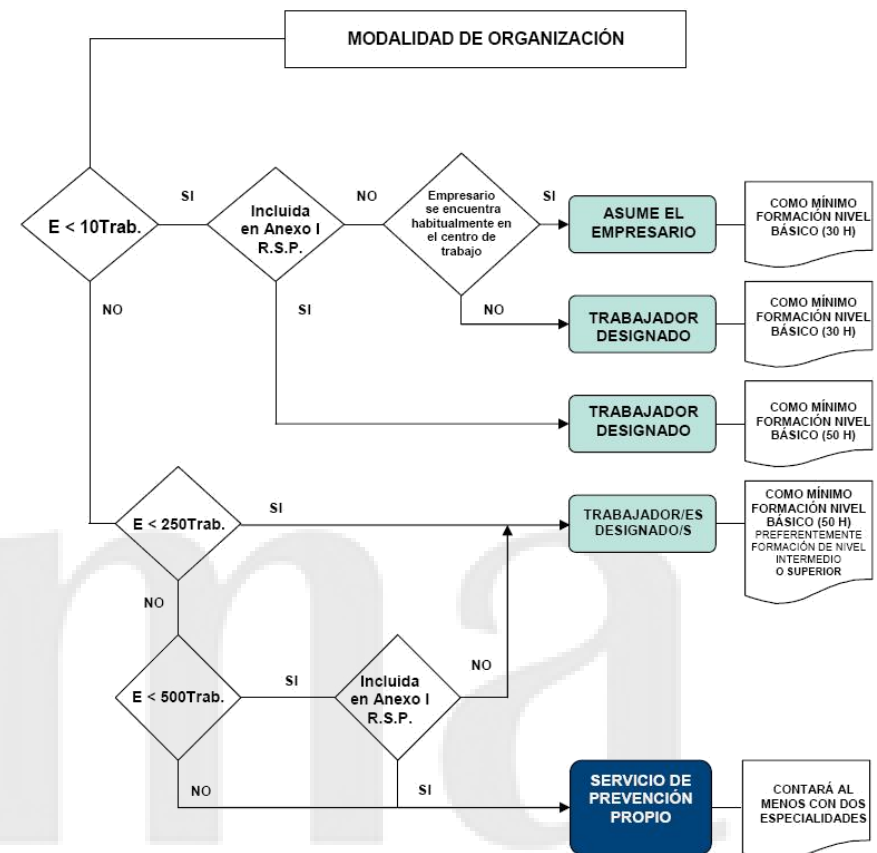 MODALIDAD DE ORGANIZACIÓN
E < 10Trab.
SI
Incluida
en Anexo I
R.S.P.
NO
Empresario
se encuentra
habitualmente en
el centro de
trabajo
SI
ASUME EL
EMPRESARIO
COMO MÍNIMO
FORMACIÓN NIVEL
BÁSICO (30 H)
NO
SI
NO
TRABAJADOR
DESIGNADO
COMO MÍNIMO
FORMACIÓN NIVEL
BÁSICO (30 H)
TRABAJADOR
DESIGNADO
COMO MÍNIMO
FORMACIÓN NIVEL
BÁSICO (50 H)
E < 250Trab.
SI
TRABAJADOR/ES
DESIGNADO/S
COMO MÍNIMO
FORMACIÓN NIVEL
BÁSICO (50 H)
PREFERENTEMENTE
FORMACIÓN DE NIVEL
INTERMEDIO
O SUPERIOR
NO
E < 500Trab.
SI
Incluida
en Anexo I
R.S.P.
NO
NO
SI
SERVICIO DE
PREVENCIÓN
PROPIO
CONTARÁ AL
MENOS CON DOS
ESPECIALIDADES
ma